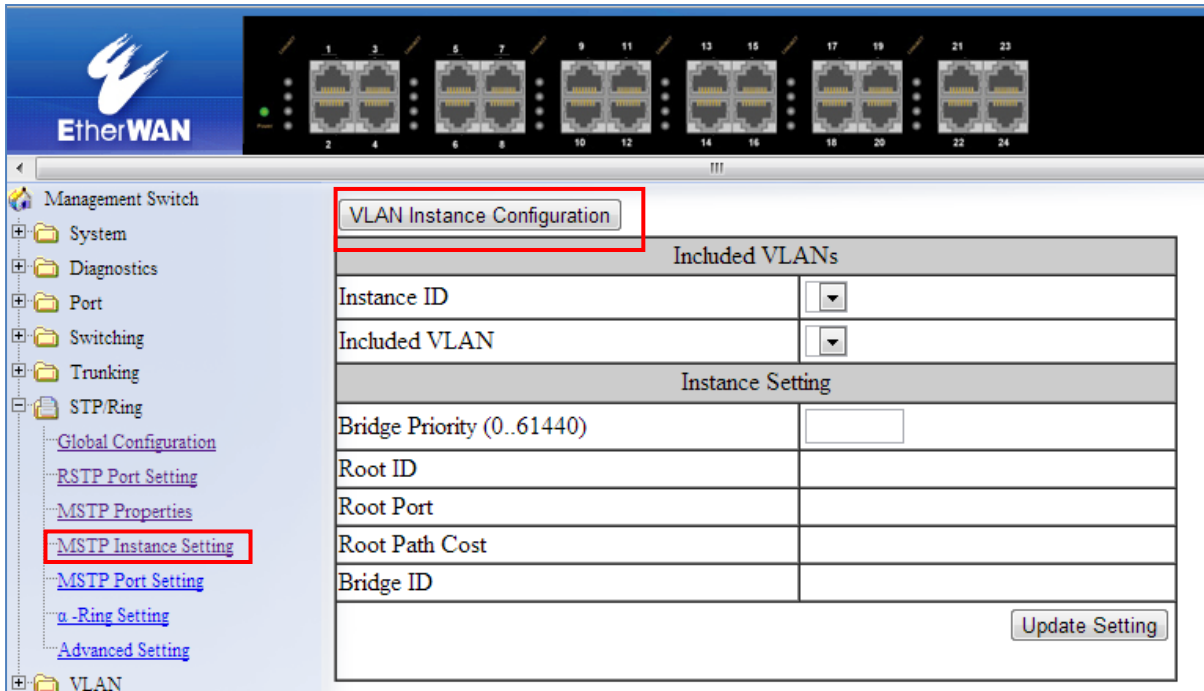 1 3 5 7 9 11 13 15 17 19 21 23
Power
EtherWAN
2 4 6 8 10 12 14 16 18 20 22 24
Management Switch
System
Diagnostics
Port
Switching
Trunking
STP/Ring
Global Configuration
RSTP Port Setting
MSTP Properties
MSTP Instance Setting
MSTP Port Setting
α -Ring Setting
Advanced Setting
VLAN
VLAN Instance Configuration
Included VLANs
Instance ID
Included VLAN
Instance Setting
Bridge Priority (0..61440)
Root ID
Root Port
Root Path Cost
Bridge ID
Update Setting